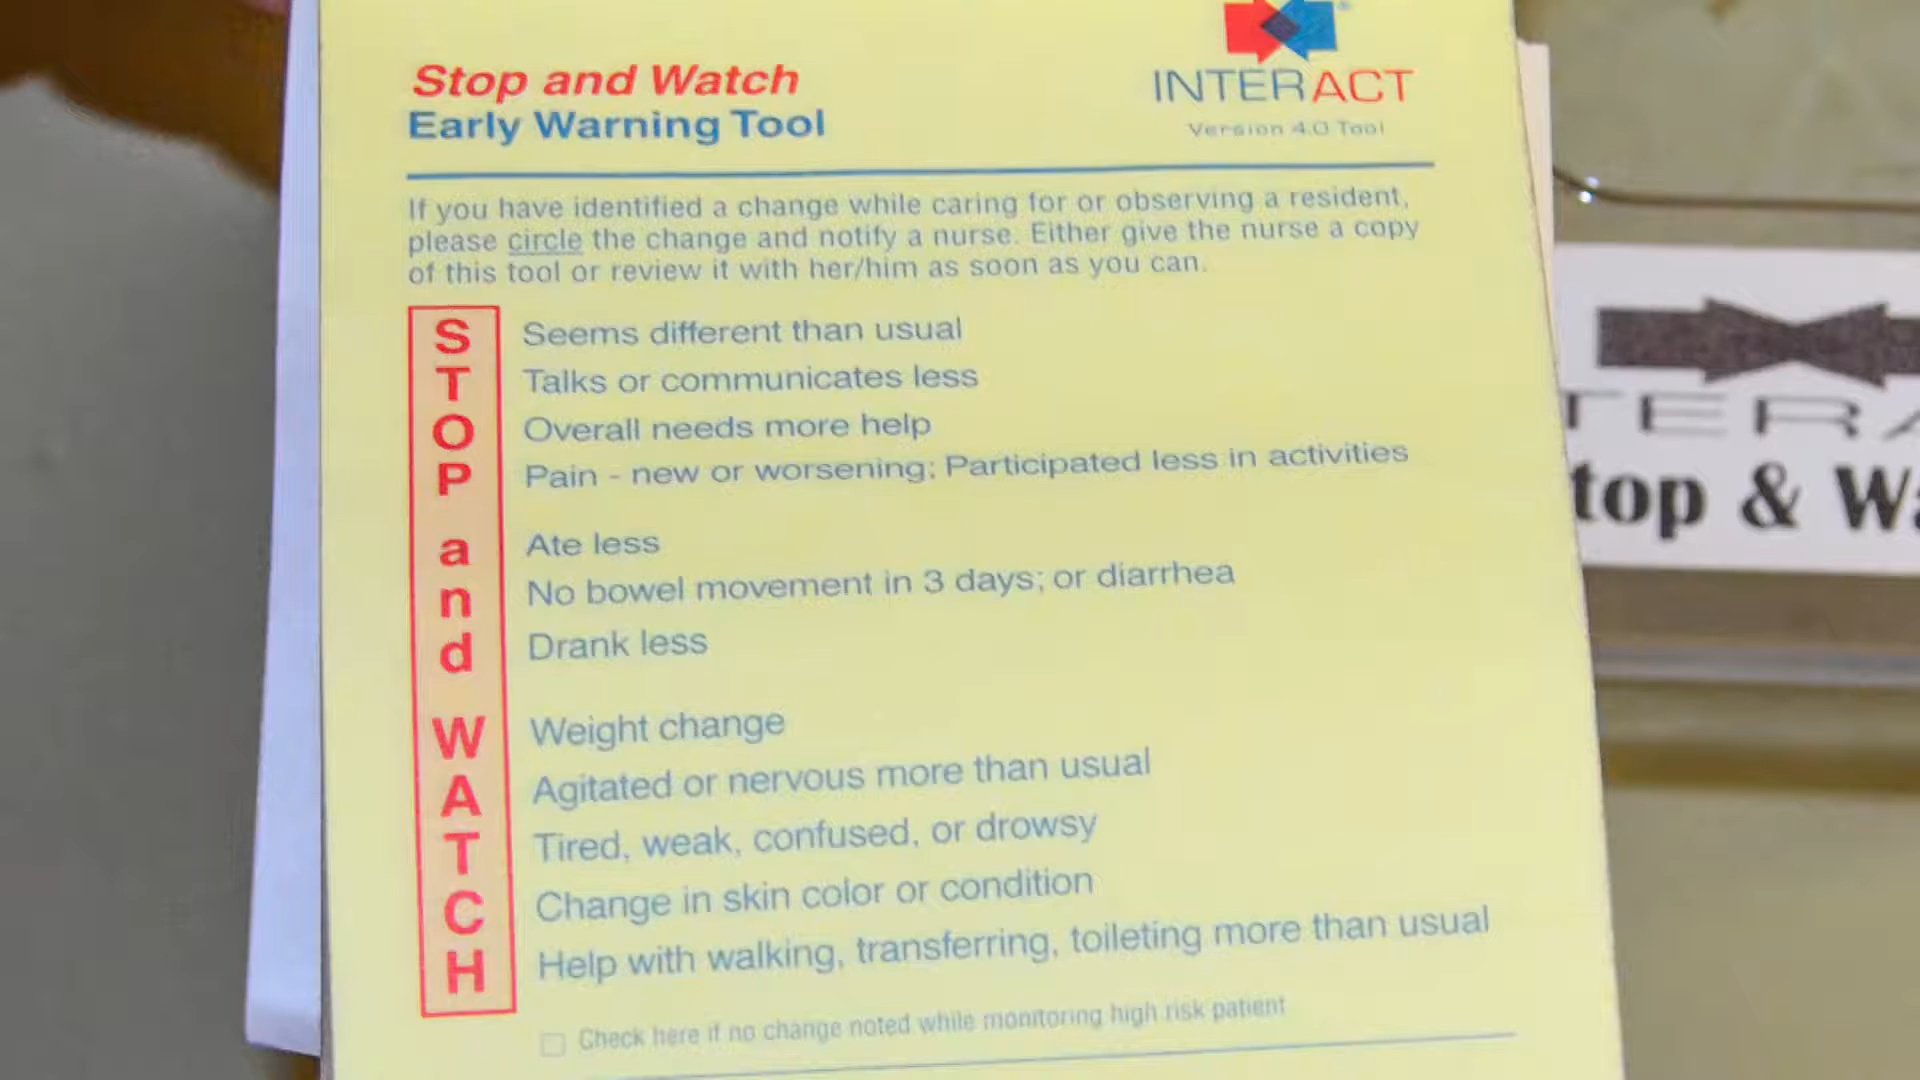 Stop and Watch
Early Warning Tool
INTERACT
Version 4.0 Tool
If you have identified a change while caring for or observing a resident,
please circle the change and notify a nurse. Either give the nurse a copy
of this tool or review it with her/him as soon as you can.
S Seems different than usual
T Talks or communicates less
O Overall needs more help
P Pain - new or worsening; Participated less in activities
a Ate less
n No bowel movement in 3 days; or diarrhea
d Drank less
W Weight change
A Agitated or nervous more than usual
T Tired, weak, confused, or drowsy
C Change in skin color or condition
H Help with walking, transferring, toileting more than usual
Check here if no change noted while monitoring high risk patient
TERA
top & Wa